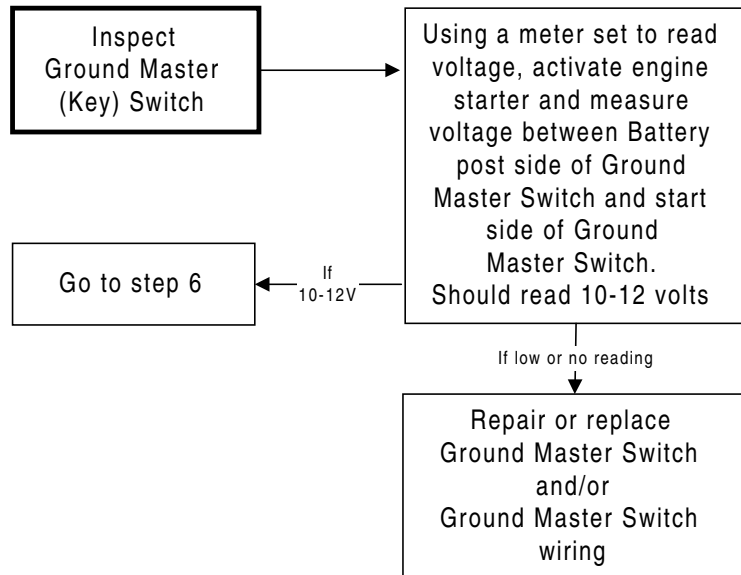 Inspect
Ground Master
(Key) Switch
Using a meter set to read
voltage, activate engine
starter and measure
voltage between Battery
post side of Ground
Master Switch and start
side of Ground
Master Switch.
Should read 10-12 volts
If
10-12V
Go to step 6
If low or no reading
Repair or replace
Ground Master Switch
and/or
Ground Master Switch
wiring